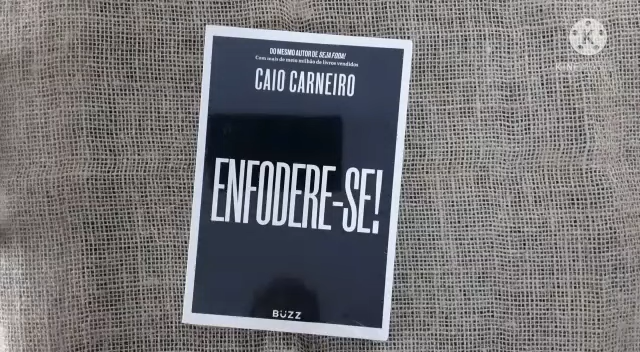 DO MESMO AUTOR DE SEJA FODA!
Com mais de meio milhão de livros vendidos
CAIO CARNEIRO
ENFODERE-SE!
BUZZ